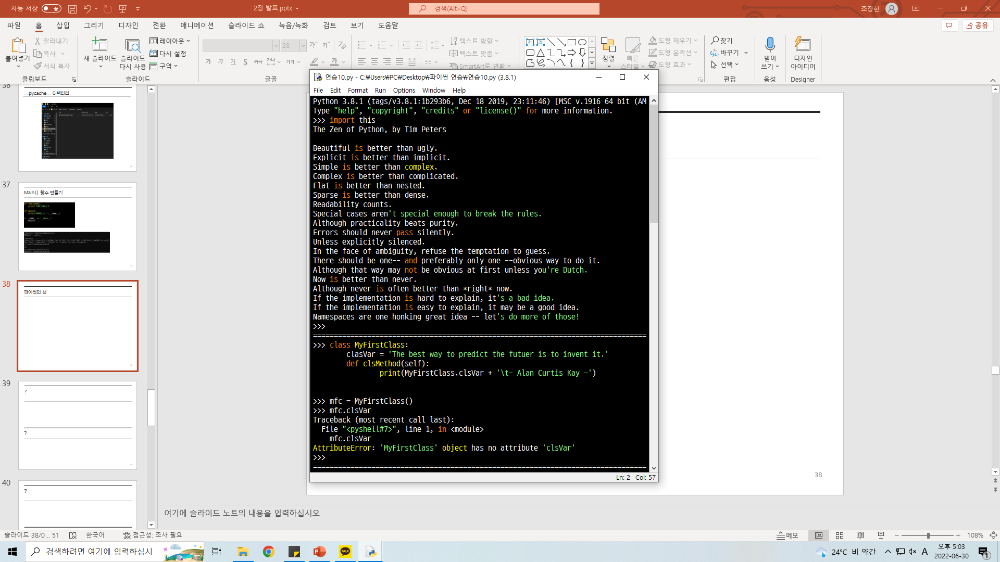 자동 저장
끔
2장 발표.pptx
검색(Alt+Q)
조장현
파일 홈 삽입 그리기 디자인 전환 애니메이션 슬라이드 쇼 녹음/녹화 검토 보기 도움말
공유
붙여넣기
잘라내기
복사
서식 복사
클립보드
새 슬라이드
슬라이드 다시 사용
레이아웃
다시 설정
구역
슬라이드
28
가 가 가 S
글꼴
텍스트 방향
텍스트 맞춤
SmartArt로 변환
정렬
빠른 스타일
도형 채우기
도형 윤곽선
도형 효과
찾기
바꾸기
선택
편집
받아쓰기
음성
디자인 아이디어
Designer
36
__pycache__ 디렉터리
37
Main() 함수 만들기
38
파이썬의 선
39
?
?
40
?
연습10.py - C:₩Users₩PC₩Desktop₩파이썬 연습₩연습10.py (3.8.1)
File Edit Format Run Options Window Help
Python 3.8.1 (tags/v3.8.1:1b293b6, Dec 18 2019, 23:11:46) [MSC v.1916 64 bit (AM
Type "help", "copyright", "credits" or "license()" for more information.
>>> import this
The Zen of Python, by Tim Peters
Beautiful is better than ugly.
Explicit is better than implicit.
Simple is better than complex.
Complex is better than complicated.
Flat is better than nested.
Sparse is better than dense.
Readability counts.
Special cases aren't special enough to break the rules.
Although practicality beats purity.
Errors should never pass silently.
Unless explicitly silenced.
In the face of ambiguity, refuse the temptation to guess.
There should be one-- and preferably only one --obvious way to do it.
Although that way may not be obvious at first unless you're Dutch.
Now is better than never.
Although never is often better than *right* now.
If the implementation is hard to explain, it's a bad idea.
If the implementation is easy to explain, it may be a good idea.
Namespaces are one honking great idea -- let's do more of those!
>>>
================================================================================
>>> class MyFirstClass:
clasVar = 'The best way to predict the futuer is to invent it.'
def clsMethod(self):
print(MyFirstClass.clsVar + '\t- Alan Curtis Kay -')
>>> mfc = MyFirstClass()
>>> mfc.clsVar
Traceback (most recent call last):
File "<pyshell#7>", line 1, in <module>
mfc.clsVar
AttributeError: 'MyFirstClass' object has no attribute 'clsVar'
>>>
================================================================================
Ln: 2 Col: 57
38
여기에 슬라이드 노트의 내용을 입력하십시오
슬라이드 38/0 .. 51
한국어
접근성: 조사 필요
메모
108%
검색하려면 여기에 입력하십시
TALK
24°C 비 약간
A
오후 5:03
2022-06-30
1